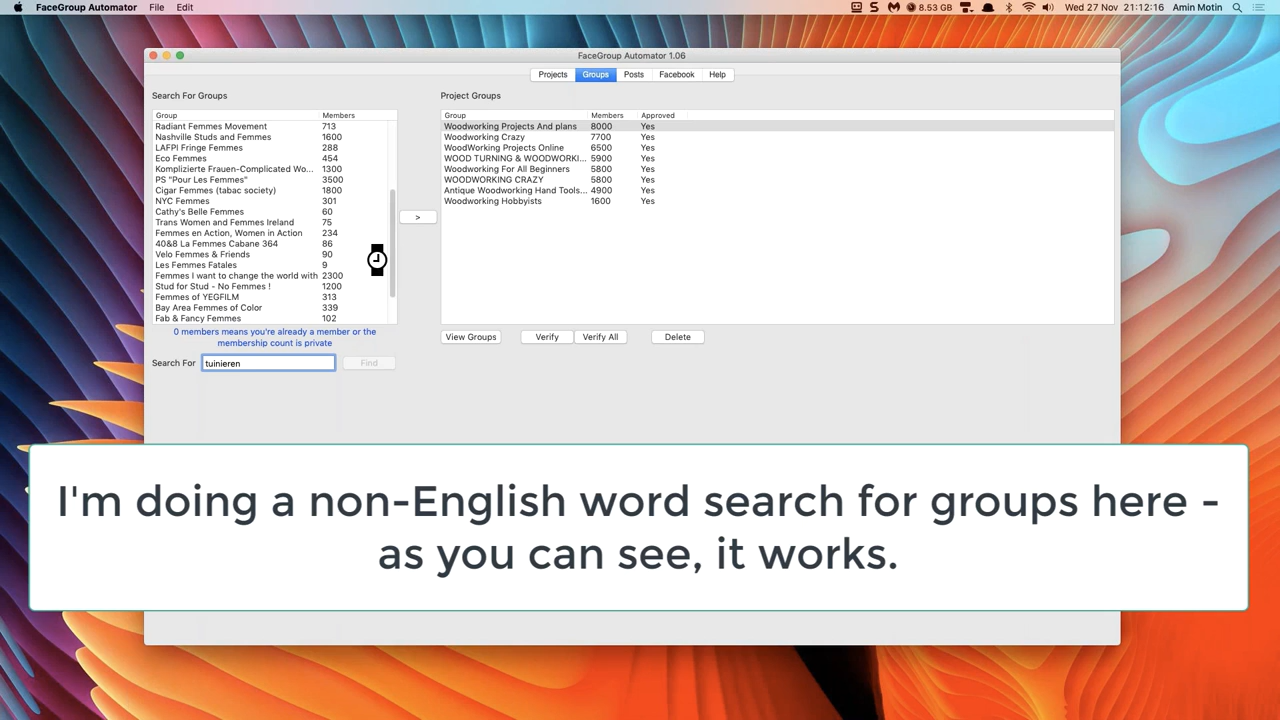 FaceGroup Automator File Edit 8.53 GB Wed 27 Nov 21:12:16 Amin Motin
FaceGroup Automator 1.06
Projects Groups Posts Facebook Help
Search For Groups
Group Members
Radiant Femmes Movement 713
Nashville Studs and Femmes 1600
LAFPI Fringe Femmes 288
Eco Femmes 454
Komplizierte Frauen-Complicated Wo... 1300
PS "Pour Les Femmes" 3500
Cigar Femmes (tabac society) 1800
NYC Femmes 301
Cathy's Belle Femmes 60
Trans Women and Femmes Ireland 75
Femmes en Action, Women in Action 234
40&8 La Femmes Cabane 364 86
Velo Femmes & Friends 90
Les Femmes Fatales 9
Femmes I want to change the world with 2300
Stud for Stud - No Femmes ! 1200
Femmes of YEGFILM 313
Bay Area Femmes of Color 339
Fab & Fancy Femmes 102
0 members means you're already a member or the
membership count is private
Search For tuinieren Find
>
Project Groups
Group Members Approved
Woodworking Projects And plans 8000 Yes
Woodworking Crazy 7700 Yes
WoodWorking Projects Online 6500 Yes
WOOD TURNING & WOODWORKI... 5900 Yes
Woodworking For All Beginners 5800 Yes
WOODWORKING CRAZY 5800 Yes
Antique Woodworking Hand Tools... 4900 Yes
Woodworking Hobbyists 1600 Yes
View Groups Verify Verify All Delete
I'm doing a non-English word search for groups here -
as you can see, it works.